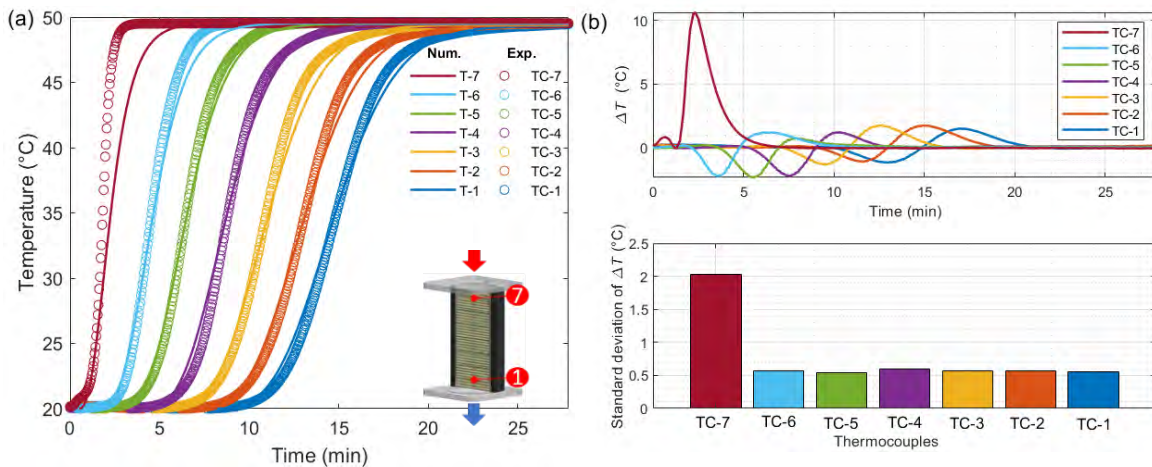 (a)
50
45
40
35
30
25
20
Temperature (°C)
0
5
10
15
20
25
Time (min)
Num. Exp.
T-7 TC-7
T-6 TC-6
T-5 TC-5
T-4 TC-4
T-3 TC-3
T-2 TC-2
T-1 TC-1
7
1
(b)
10
5
0
ΔT (°C)
0
5
10
15
20
25
Time (min)
TC-7
TC-6
TC-5
TC-4
TC-3
TC-2
TC-1
2.5
2
1.5
1
0.5
0
Standard deviation of ΔT (°C)
TC-7 TC-6 TC-5 TC-4 TC-3 TC-2 TC-1
Thermocouples